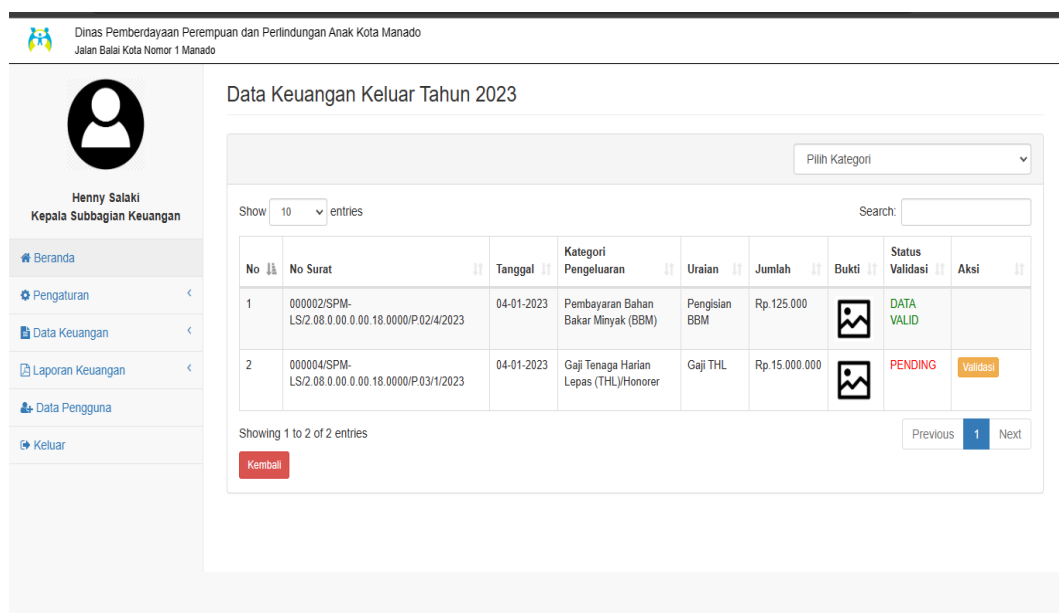 Dinas Pemberdayaan Perempuan dan Perlindungan Anak Kota Manado
Jalan Balai Kota Nomor 1 Manado
Henny Salaki
Kepala Subbagian Keuangan
Beranda
Pengaturan
Data Keuangan
Laporan Keuangan
Data Pengguna
Keluar
Data Keuangan Keluar Tahun 2023
Pilih Kategori
Show 10 entries
Search:
No No Surat Tanggal Kategori Pengeluaran Uraian Jumlah Bukti Status Validasi Aksi
1 000002/SPM-LS/2.08.0.00.0.00.18.0000/P.02/4/2023 04-01-2023 Pembayaran Bahan Bakar Minyak (BBM) Pengisian BBM Rp.125.000 DATA VALID
2 000004/SPM-LS/2.08.0.00.0.00.18.0000/P.03/1/2023 04-01-2023 Gaji Tenaga Harian Lepas (THL)/Honorer Gaji THL Rp.15.000.000 PENDING Validasi
Showing 1 to 2 of 2 entries
Previous 1 Next
Kembali